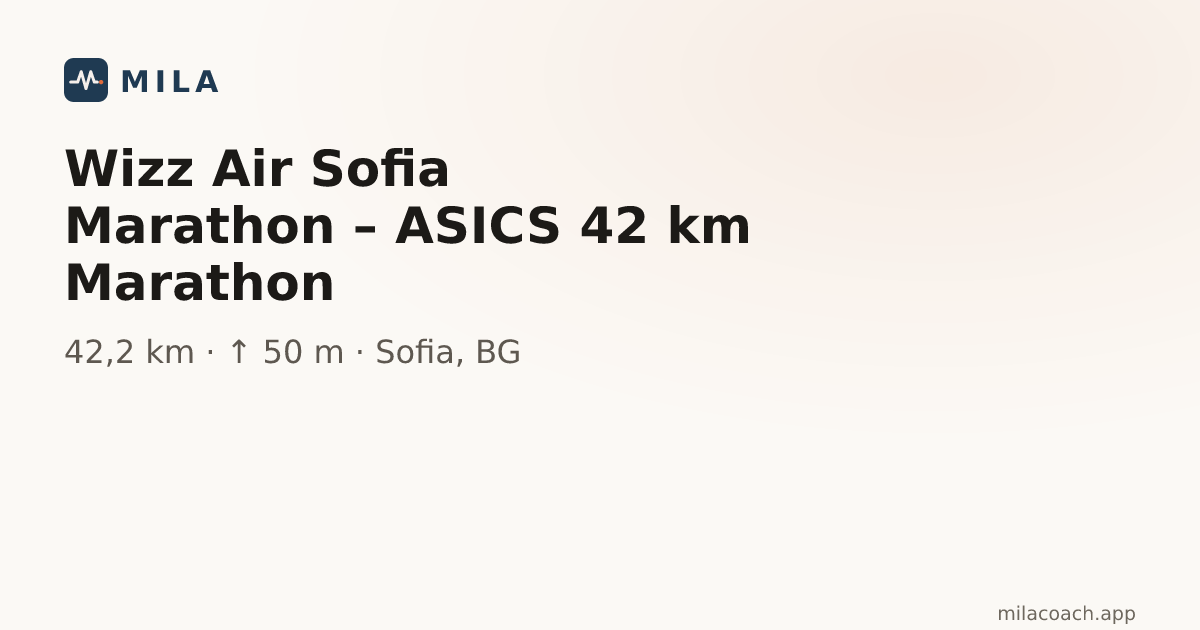 MILA
Wizz Air Sofia
Marathon – ASICS 42 km
Marathon
42,2 km · ↑ 50 m · Sofia, BG
milacoach.app